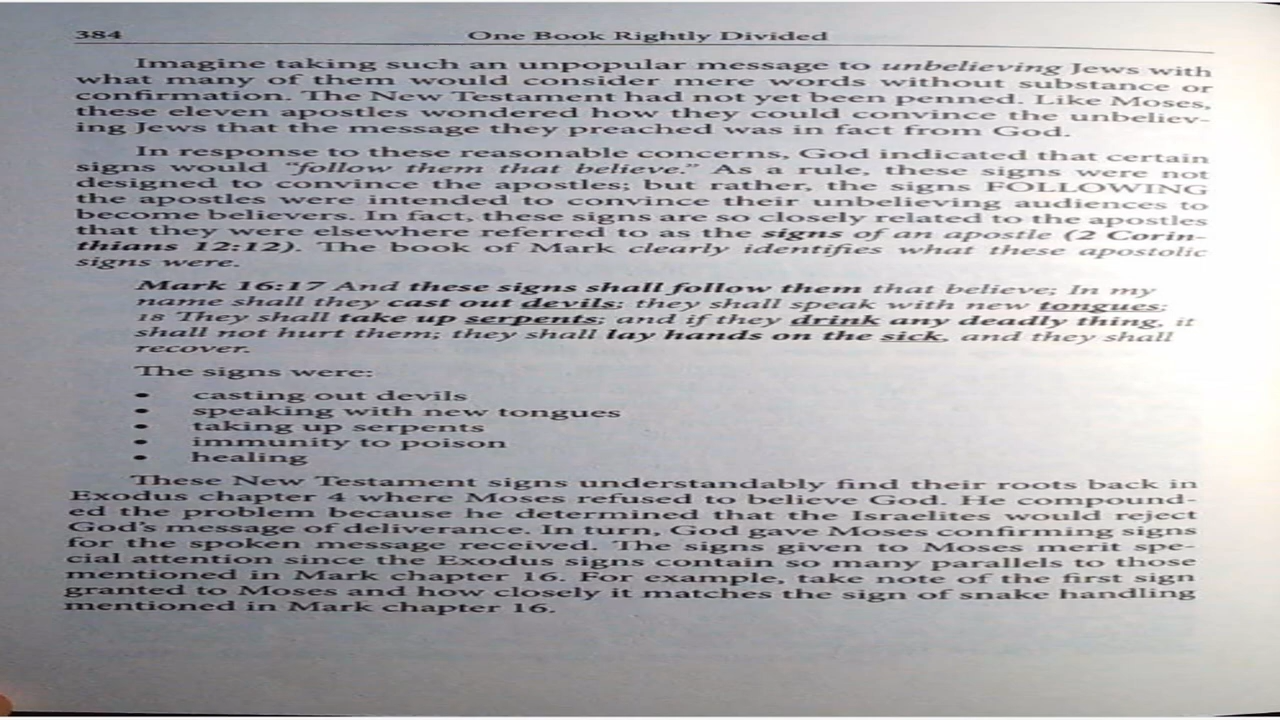 384 One Book Rightly Divided
Imagine taking such an unpopular message to unbelieving Jews with
what many of them would consider mere words without substance or
confirmation. The New Testament had not yet been penned. Like Moses,
these eleven apostles wondered how they could convince the unbeliev-
ing Jews that the message they preached was in fact from God.
In response to these reasonable concerns, God indicated that certain
signs would “follow them that believe.” As a rule, these signs were not
designed to convince the apostles; but rather, the signs FOLLOWING
the apostles were intended to convince their unbelieving audiences to
become believers. In fact, these signs are so closely related to the apostles
that they were elsewhere referred to as the signs of an apostle (2 Corin-
thians 12:12). The book of Mark clearly identifies what these apostolic
signs were.
Mark 16:17 And these signs shall follow them that believe; In my
name shall they cast out devils; they shall speak with new tongues;
18 They shall take up serpents; and if they drink any deadly thing, it
shall not hurt them; they shall lay hands on the sick, and they shall
recover.
The signs were:
• casting out devils
• speaking with new tongues
• taking up serpents
• immunity to poison
• healing
These New Testament signs understandably find their roots back in
Exodus chapter 4 where Moses refused to believe God. He compound-
ed the problem because he determined that the Israelites would reject
God’s message of deliverance. In turn, God gave Moses confirming signs
for the spoken message received. The signs given to Moses merit spe-
cial attention since the Exodus signs contain so many parallels to those
mentioned in Mark chapter 16. For example, take note of the first sign
granted to Moses and how closely it matches the sign of snake handling
mentioned in Mark chapter 16.